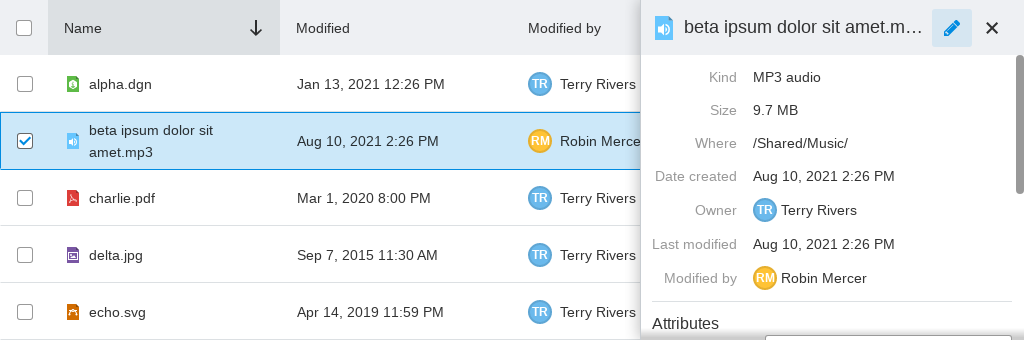 Name Modified Modified by
alpha.dgn Jan 13, 2021 12:26 PM TR Terry Rivers
beta ipsum dolor sit
amet.mp3 Aug 10, 2021 2:26 PM RM Robin Merce
charlie.pdf Mar 1, 2020 8:00 PM TR Terry Rivers
delta.jpg Sep 7, 2015 11:30 AM TR Terry Rivers
echo.svg Apr 14, 2019 11:59 PM TR Terry Rivers
beta ipsum dolor sit amet.m…
Kind MP3 audio
Size 9.7 MB
Where /Shared/Music/
Date created Aug 10, 2021 2:26 PM
Owner TR Terry Rivers
Last modified Aug 10, 2021 2:26 PM
Modified by RM Robin Mercer
Attributes